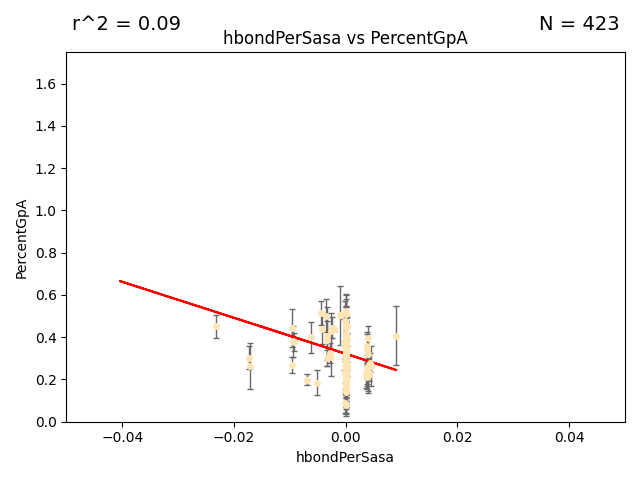 r^2 = 0.09
N = 423
hbondPerSasa vs PercentGpA
1.6
1.4
1.2
1.0
0.8
0.6
0.4
0.2
0.0
PercentGpA
−0.04
−0.02
0.00
0.02
0.04
hbondPerSasa